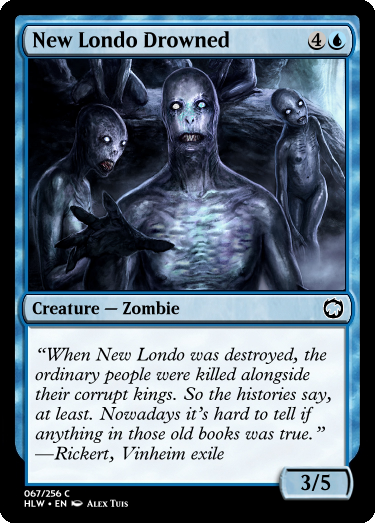 New Londo Drowned 4
Creature — Zombie
“When New Londo was destroyed, the
ordinary people were killed alongside
their corrupt kings. So the histories say,
at least. Nowadays it’s hard to tell if
anything in those old books was true.”
—Rickert, Vinheim exile
3/5
067/256 C
HLW • EN Alex Tuis